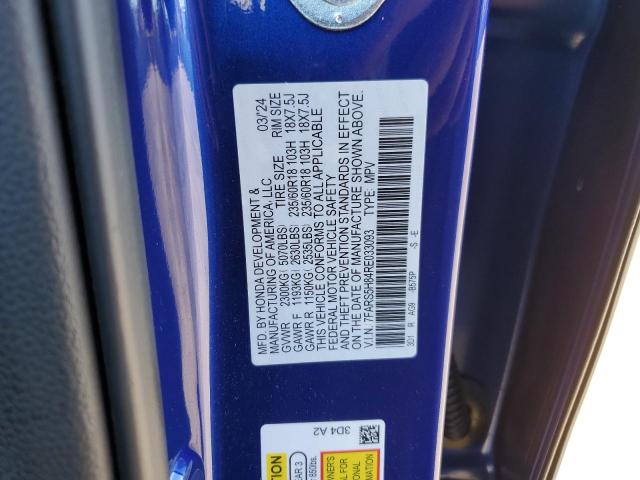 MFD. BY HONDA DEVELOPMENT &
MANUFACTURING OF AMERICA, LLC 03/'24
GVWR 2300KG( 5070LBS) TIRE SIZE RIM SIZE
GAWR F 1193KG( 2630LBS) 235/60R18 103H 18X7.5J
GAWR R 1150KG( 2535LBS) 235/60R18 103H 18X7.5J
THIS VEHICLE CONFORMS TO ALL APPLICABLE
FEDERAL MOTOR VEHICLE SAFETY
AND THEFT PREVENTION STANDARDS IN EFFECT
ON THE DATE OF MANUFACTURE SHOWN ABOVE.
V.I.N. 7FARS5H84RE033093 TYPE: MPV
3D1 R AG9 -B575P -S -E
3D4 A2